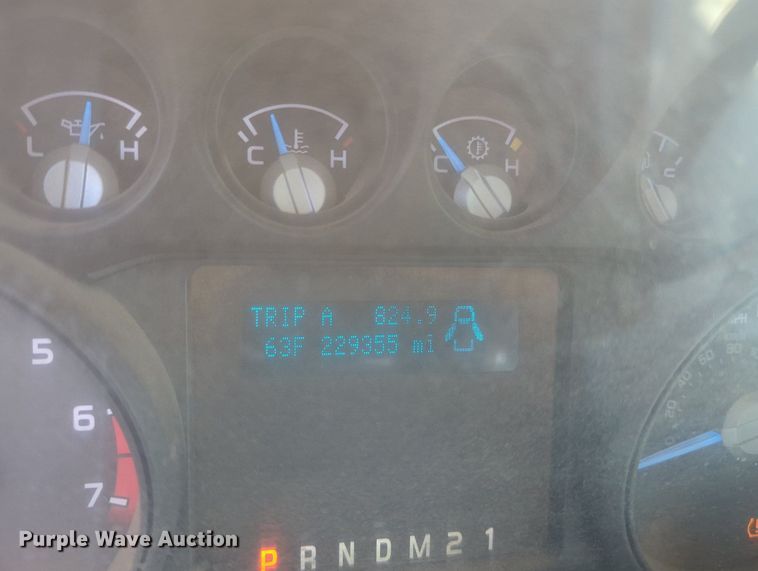 L H
C H
C H
TRIP A 824.9
63F 229355 mi
5
6
7
P R N D M 2 1
Purple Wave Auction